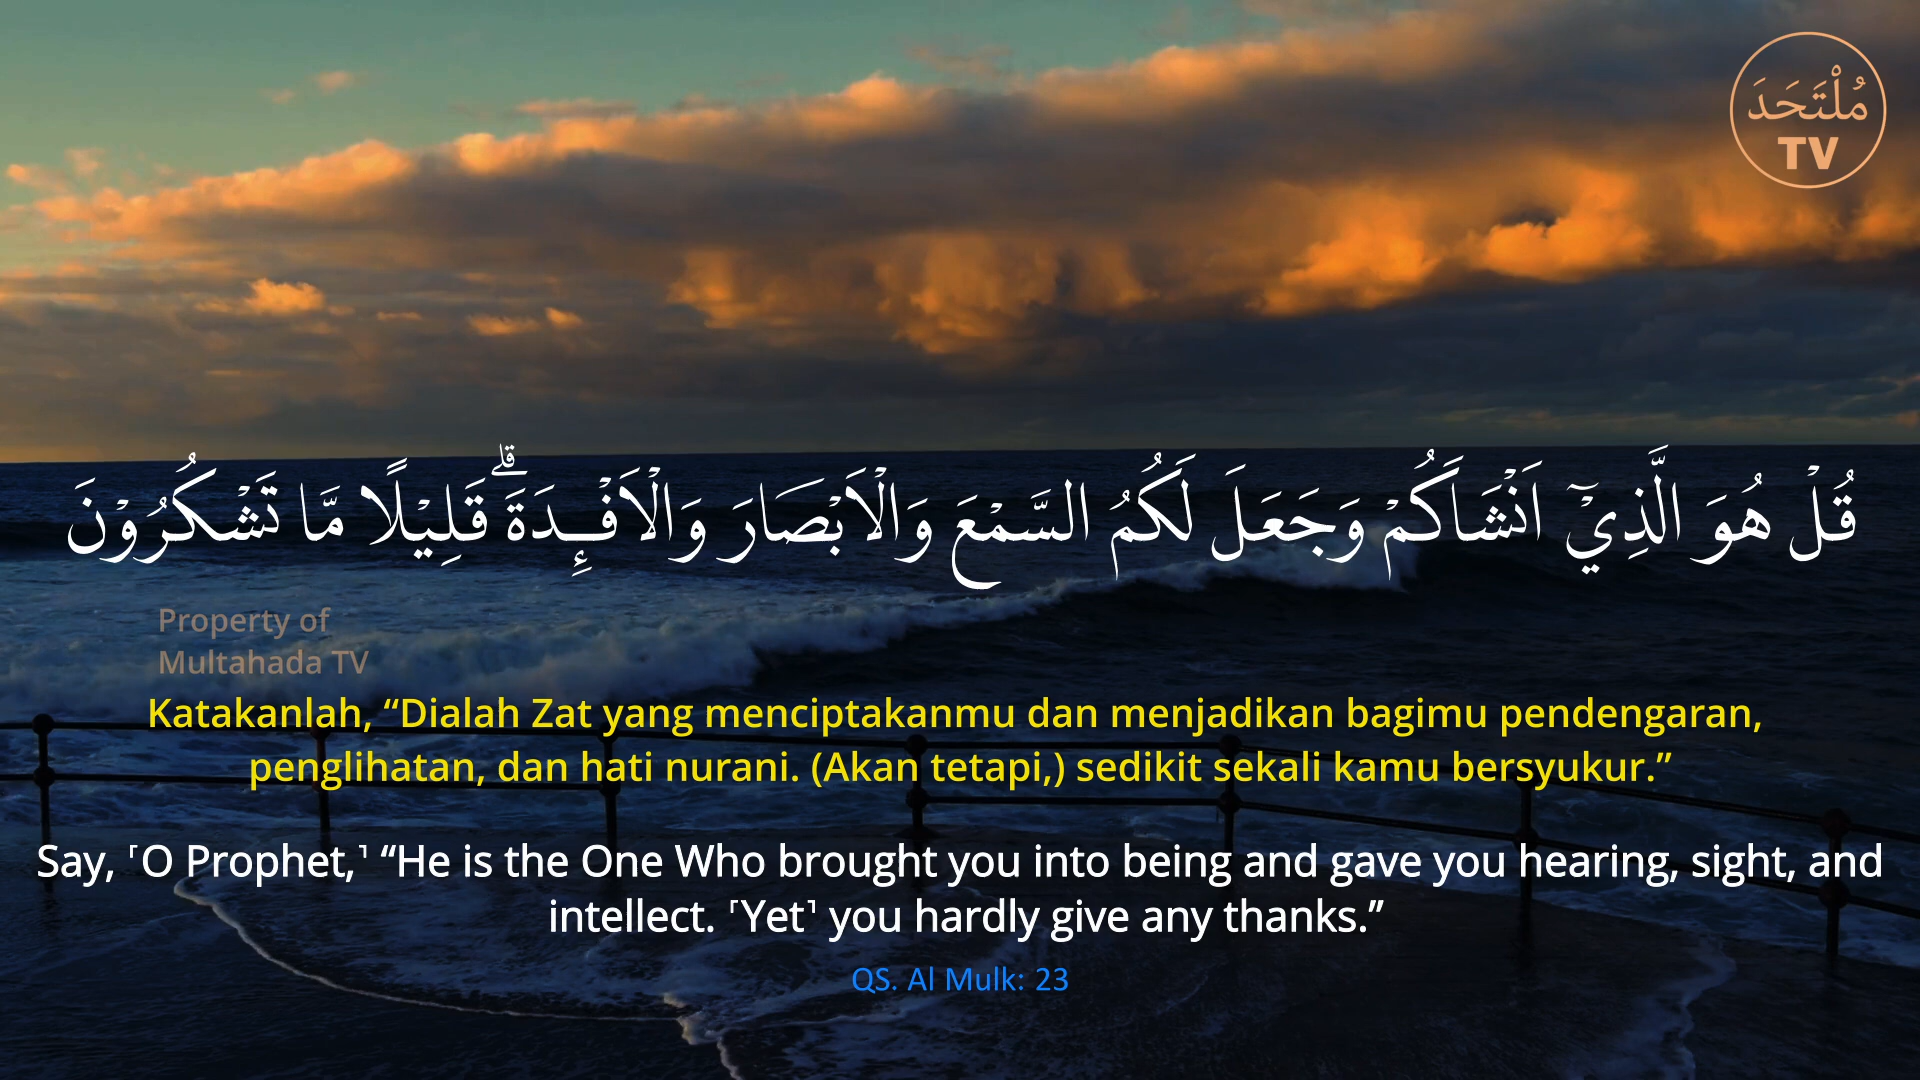 مُلْتَحَدَ
TV
قُلْ هُوَ الَّذِيْٓ اَنْشَاَكُمْ وَجَعَلَ لَكُمُ السَّمْعَ وَالْاَبْصَارَ وَالْاَفْـِٕدَةَۗ قَلِيْلًا مَّا تَشْكُرُوْنَ
Property of
Multahada TV
Katakanlah, “Dialah Zat yang menciptakanmu dan menjadikan bagimu pendengaran,
penglihatan, dan hati nurani. (Akan tetapi,) sedikit sekali kamu bersyukur.”
Say, ˹O Prophet,˺ “He is the One Who brought you into being and gave you hearing, sight, and
intellect. ˹Yet˺ you hardly give any thanks.”
QS. Al Mulk: 23